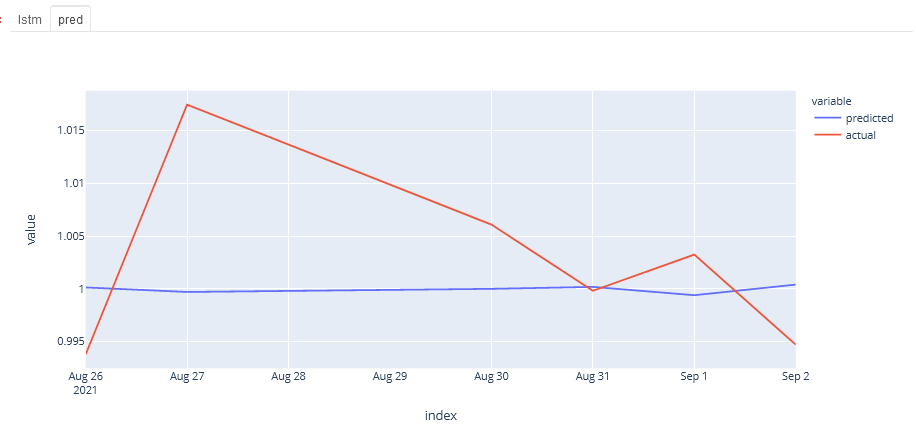 lstm pred
variable
predicted
actual
value
1.015
1.01
1.005
1
0.995
Aug 26 Aug 27 Aug 28 Aug 29 Aug 30 Aug 31 Sep 1 Sep 2
2021
index